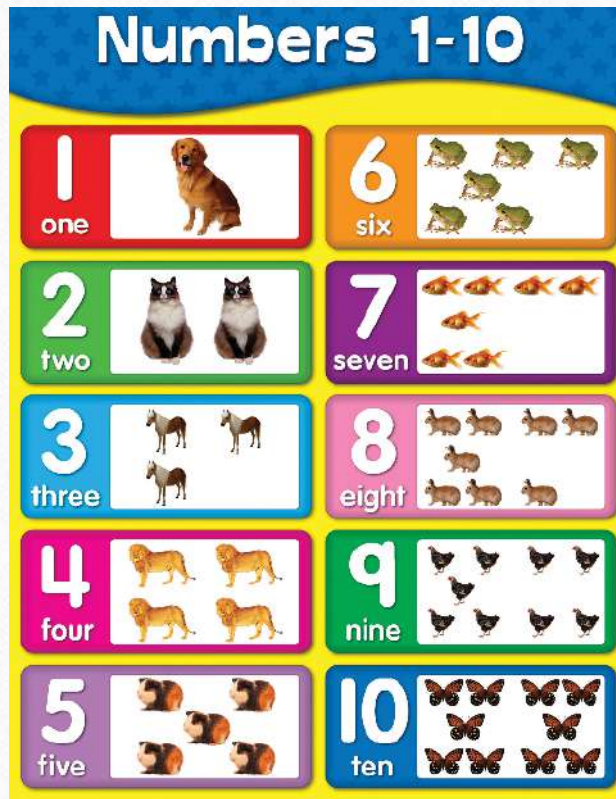 Numbers 1-10
1
one
2
two
3
three
4
four
5
five
6
six
7
seven
8
eight
9
nine
10
ten